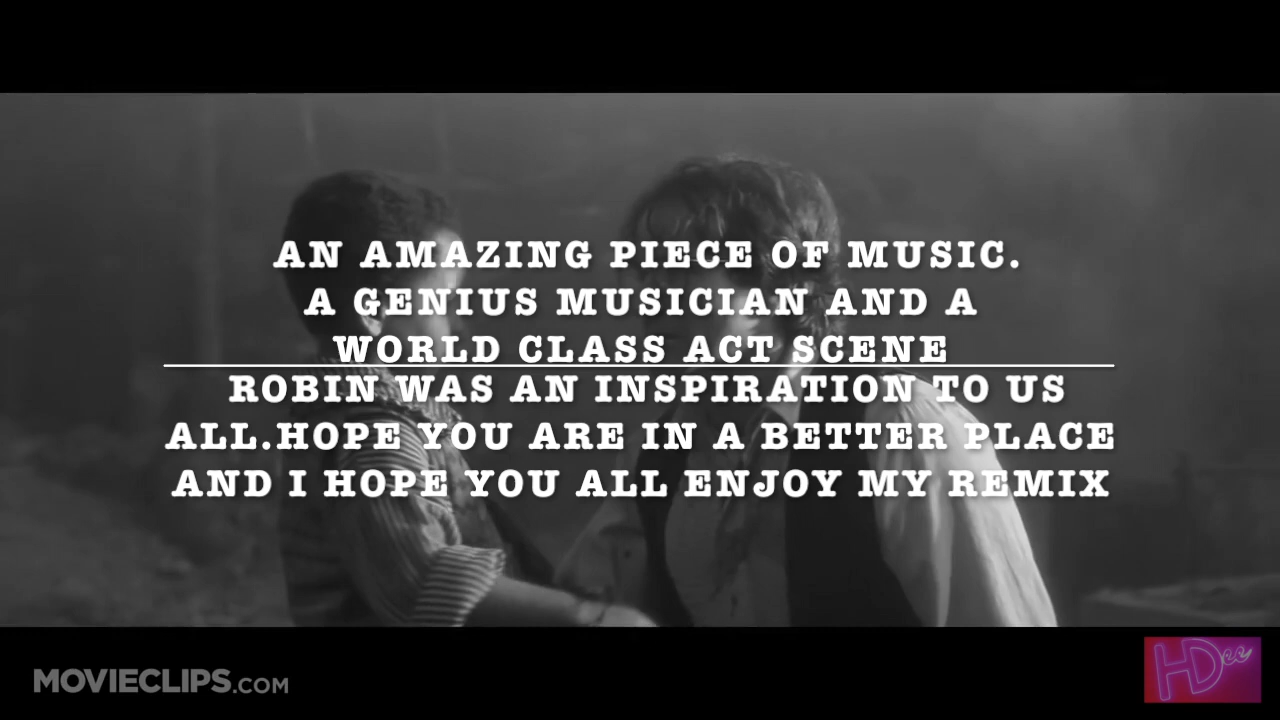 AN AMAZING PIECE OF MUSIC.
A GENIUS MUSICIAN AND A
WORLD CLASS ACT SCENE
ROBIN WAS AN INSPIRATION TO US
ALL.HOPE YOU ARE IN A BETTER PLACE
AND I HOPE YOU ALL ENJOY MY REMIX
MOVIECLIPS.COM
HDee